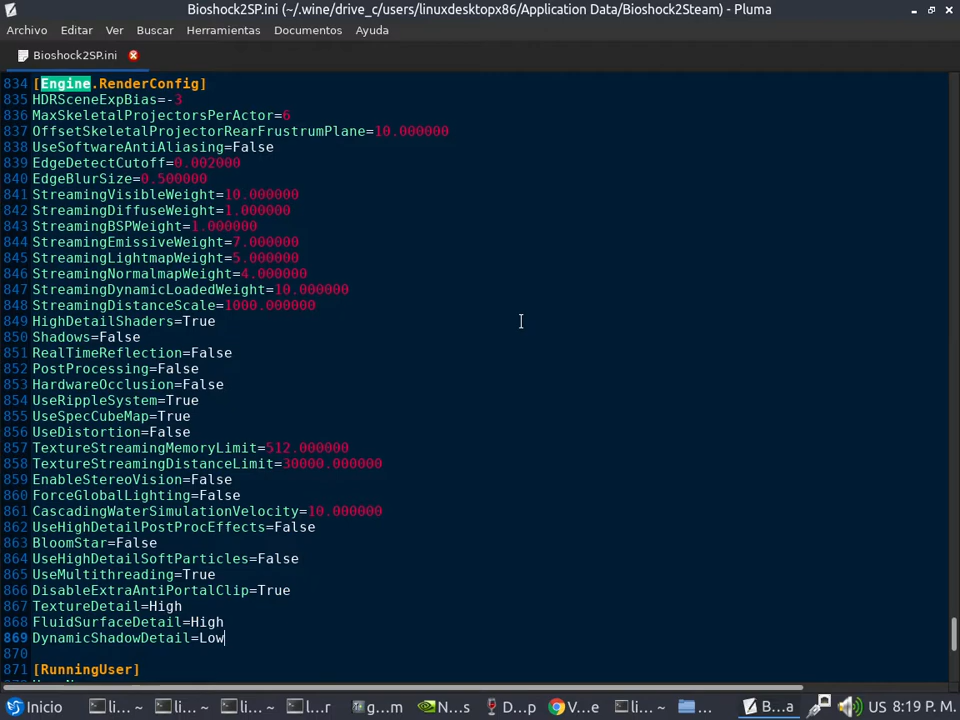 Bioshock2SP.ini (~/.wine/drive_c/users/linuxdesktopx86/Application Data/Bioshock2Steam) - Pluma
Archivo Editar Ver Buscar Herramientas Documentos Ayuda
Bioshock2SP.ini
834 [Engine.RenderConfig]
835 HDRSceneExpBias=-3
836 MaxSkeletalProjectorsPerActor=6
837 OffsetSkeletalProjectorRearFrustrumPlane=10.000000
838 UseSoftwareAntiAliasing=False
839 EdgeDetectCutoff=0.002000
840 EdgeBlurSize=0.500000
841 StreamingVisibleWeight=10.000000
842 StreamingDiffuseWeight=1.000000
843 StreamingBSPWeight=1.000000
844 StreamingEmissiveWeight=7.000000
845 StreamingLightmapWeight=5.000000
846 StreamingNormalmapWeight=4.000000
847 StreamingDynamicLoadedWeight=10.000000
848 StreamingDistanceScale=1000.000000
849 HighDetailShaders=True
850 Shadows=False
851 RealTimeReflection=False
852 PostProcessing=False
853 HardwareOcclusion=False
854 UseRippleSystem=True
855 UseSpecCubeMap=True
856 UseDistortion=False
857 TextureStreamingMemoryLimit=512.000000
858 TextureStreamingDistanceLimit=30000.000000
859 EnableStereoVision=False
860 ForceGlobalLighting=False
861 CascadingWaterSimulationVelocity=10.000000
862 UseHighDetailPostProcEffects=False
863 BloomStar=False
864 UseHighDetailSoftParticles=False
865 UseMultithreading=True
866 DisableExtraAntiPortalClip=True
867 TextureDetail=High
868 FluidSurfaceDetail=High
869 DynamicShadowDetail=Low
870
871 [RunningUser]
Inicio li... ~ li... ~ li... ~ li...r g...m N...s D...p V...e li... ~ ... B...a US 8:19 P. M.